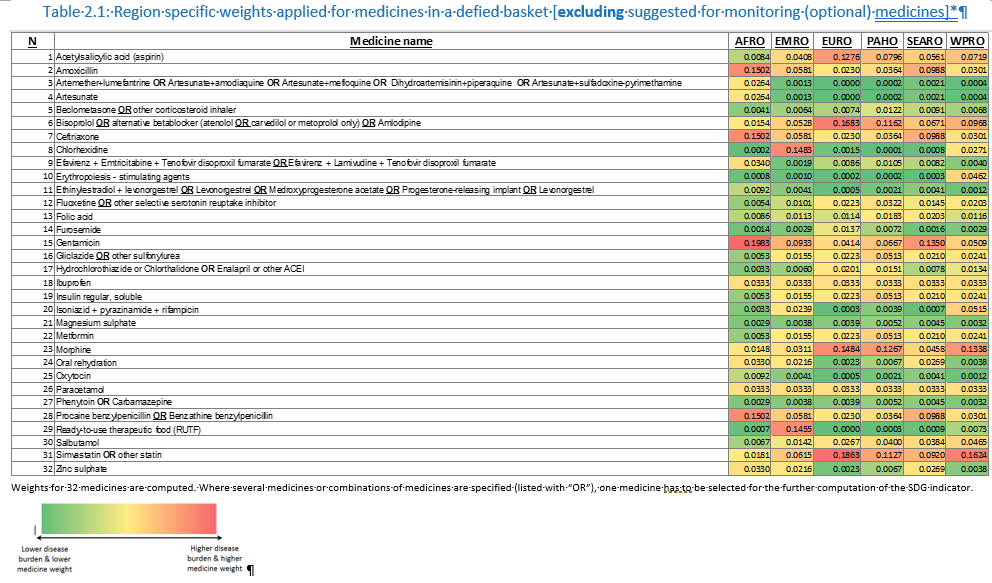 Table·2.1:·Region·specific·weights·applied·for·medicines·in·a·defied·basket·[excluding·suggested·for·monitoring·(optional)·medicines]*¶
N Medicine name AFRO EMRO EURO PAHO SEARO WPRO
1 Acetylsalicylic acid (aspirin) 0.0084 0.0408 0.1276 0.0796 0.0561 0.0719
2 Amoxicillin 0.1502 0.0581 0.0230 0.0364 0.0988 0.0301
3 Artemether+lumefantrine OR Artesunate+amodiaquine OR Artesunate+mefloquine OR Dihydroartemisinin+piperaquine OR Artesunate+sulfadoxine-pyrimethamine 0.0264 0.0013 0.0000 0.0002 0.0021 0.0004
4 Artesunate 0.0264 0.0013 0.0000 0.0002 0.0021 0.0004
5 Beclometasone OR other corticosteroid inhaler 0.0041 0.0064 0.0074 0.0122 0.0091 0.0068
6 Bisoprolol OR alternative betablocker (atenolol OR carvedilol or metoprolol only) OR Amlodipine 0.0154 0.0528 0.1683 0.1162 0.0671 0.0968
7 Ceftriaxone 0.1502 0.0581 0.0230 0.0364 0.0988 0.0301
8 Chlorhexidine 0.0002 0.1483 0.0015 0.0001 0.0008 0.0271
9 Efavirenz + Emtricitabine + Tenofovir disoproxil fumarate OR Efavirenz + Lamivudine + Tenofovir disoproxil fumarate 0.0340 0.0019 0.0086 0.0105 0.0082 0.0040
10 Erythropoiesis - stimulating agents 0.0008 0.0010 0.0002 0.0002 0.0003 0.0462
11 Ethinylestradiol + levonorgestrel OR Levonorgestrel OR Medroxyprogesterone acetate OR Progesterone-releasing implant OR Levonorgestrel 0.0092 0.0041 0.0005 0.0021 0.0041 0.0012
12 Fluoxetine OR other selective serotonin reuptake inhibitor 0.0054 0.0101 0.0223 0.0322 0.0145 0.0203
13 Folic acid 0.0086 0.0113 0.0114 0.0183 0.0203 0.0116
14 Furosemide 0.0014 0.0029 0.0137 0.0072 0.0016 0.0029
15 Gentamicin 0.1983 0.0933 0.0414 0.0667 0.1350 0.0509
16 Gliclazide OR other sulfonylurea 0.0053 0.0155 0.0223 0.0513 0.0210 0.0241
17 Hydrochlorothiazide or Chlorthalidone OR Enalapril or other ACEI 0.0033 0.0060 0.0201 0.0151 0.0078 0.0134
18 Ibuprofen 0.0333 0.0333 0.0333 0.0333 0.0333 0.0333
19 Insulin regular, soluble 0.0053 0.0155 0.0223 0.0513 0.0210 0.0241
20 Isoniazid + pyrazinamide + rifampicin 0.0033 0.0239 0.0003 0.0039 0.0007 0.0515
21 Magnesium sulphate 0.0029 0.0038 0.0039 0.0052 0.0045 0.0032
22 Metformin 0.0053 0.0155 0.0223 0.0513 0.0210 0.0241
23 Morphine 0.0148 0.0311 0.1484 0.1267 0.0458 0.1338
24 Oral rehydration 0.0330 0.0216 0.0023 0.0067 0.0269 0.0038
25 Oxytocin 0.0092 0.0041 0.0005 0.0021 0.0041 0.0012
26 Paracetamol 0.0333 0.0333 0.0333 0.0333 0.0333 0.0333
27 Phenytoin OR Carbamazepine 0.0029 0.0038 0.0039 0.0052 0.0045 0.0032
28 Procaine benzylpenicillin OR Benzathine benzylpenicillin 0.1502 0.0581 0.0230 0.0364 0.0988 0.0301
29 Ready-to-use therapeutic food (RUTF) 0.0007 0.1455 0.0000 0.0003 0.0009 0.0073
30 Salbutamol 0.0067 0.0142 0.0267 0.0400 0.0384 0.0465
31 Simvastatin OR other statin 0.0181 0.0615 0.1863 0.1127 0.0920 0.1624
32 Zinc sulphate 0.0330 0.0216 0.0023 0.0067 0.0269 0.0038
Weights·for·32·medicines·are·computed.·Where·several·medicines·or·combinations·of·medicines·are·specified·(listed·with·"OR"),·one·medicine·has·to·be·selected·for·the·further·computation·of·the·SDG·indicator.
Lower disease
burden & lower
medicine weight
Higher disease
burden & higher
medicine weight ¶